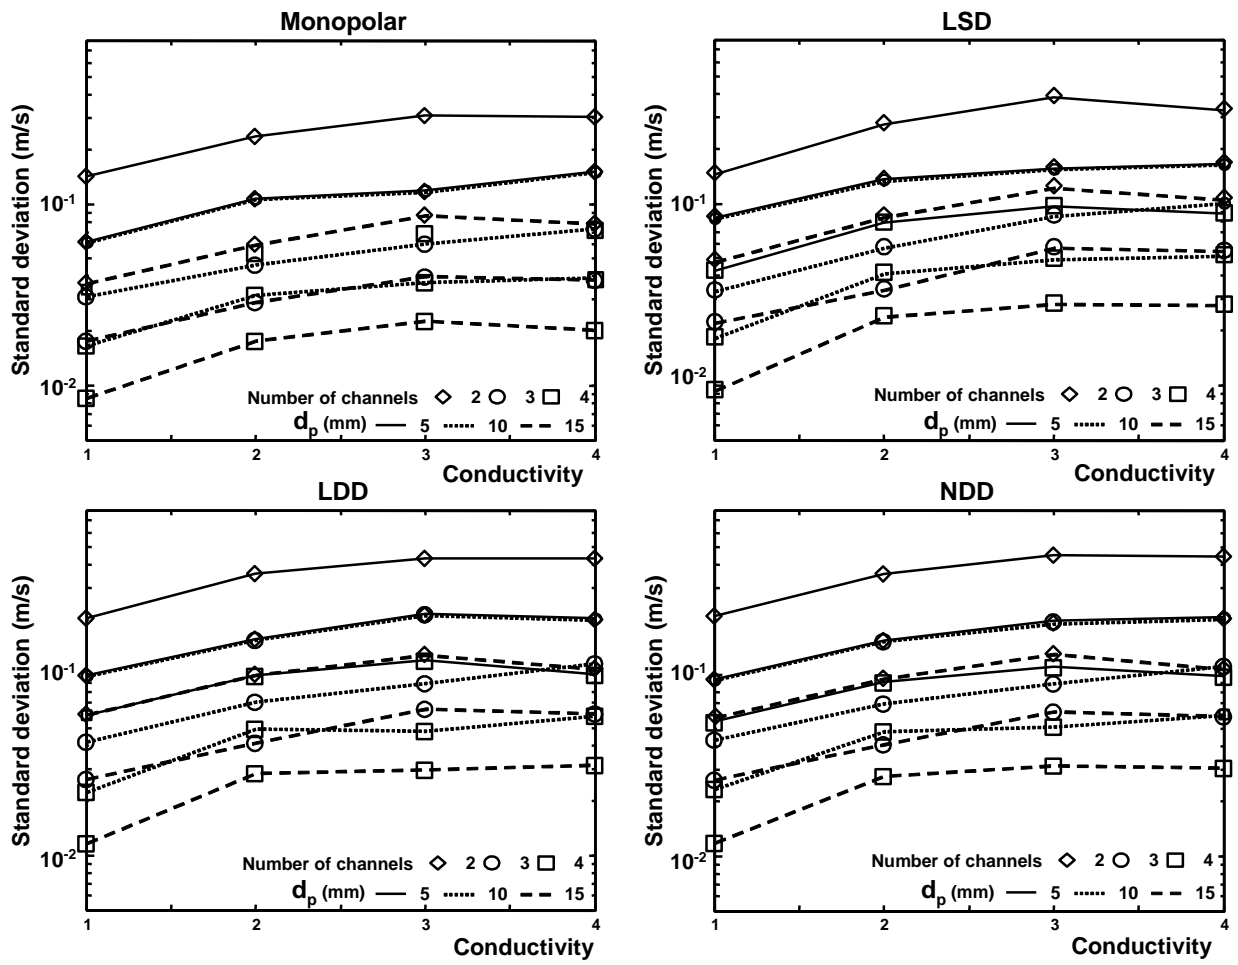 Monopolar
Standard deviation (m/s)
10-1
10-2
Number of channels 2 3 4
dp (mm) 5 10 15
1 2 3 4
Conductivity
LSD
Standard deviation (m/s)
10-1
10-2
Number of channels 2 3 4
dp (mm) 5 10 15
1 2 3 4
Conductivity
LDD
Standard deviation (m/s)
10-1
10-2
Number of channels 2 3 4
dp (mm) 5 10 15
1 2 3 4
Conductivity
NDD
Standard deviation (m/s)
10-1
10-2
Number of channels 2 3 4
dp (mm) 5 10 15
1 2 3 4
Conductivity